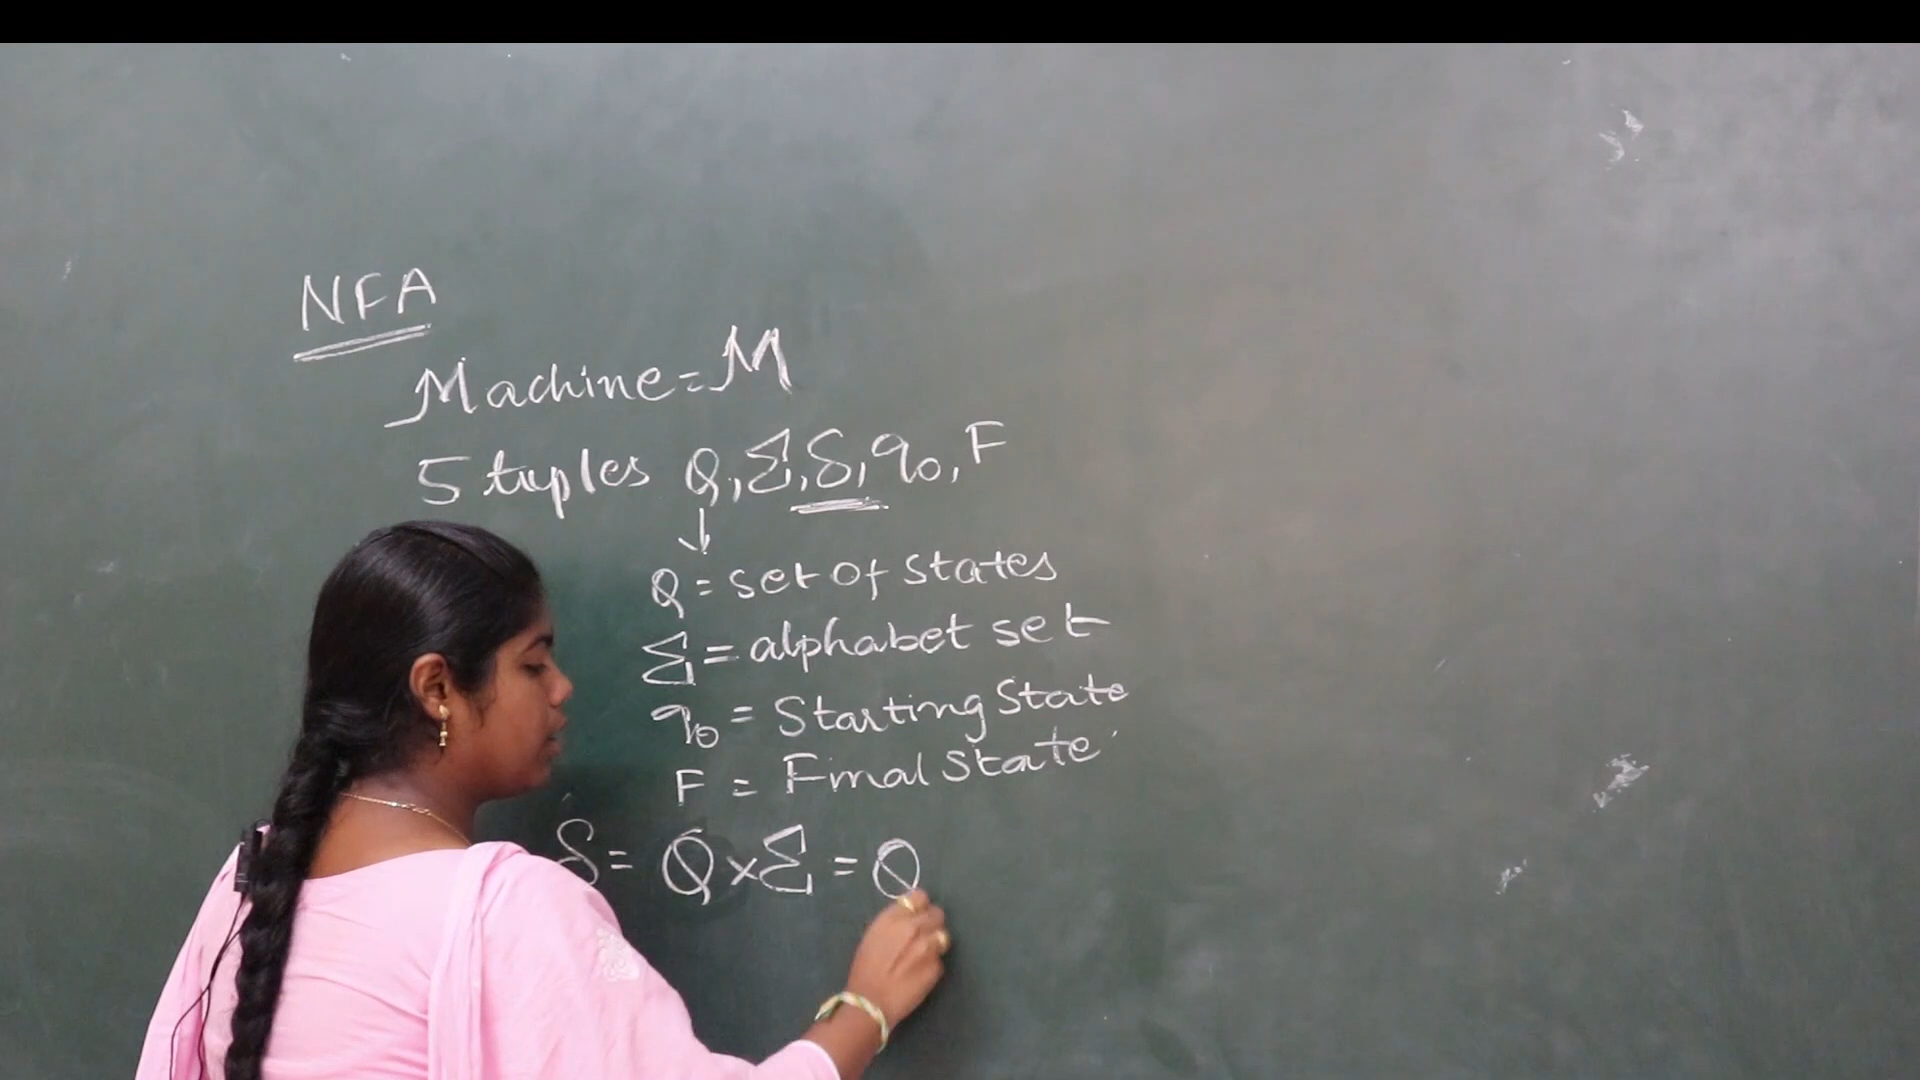 NFA
Machine=M
5 tuples Q,Σ,δ,q0,F
↓
Q = set of states
Σ = alphabet set
q0 = Starting State
F = Final State
δ = Q×Σ = Q